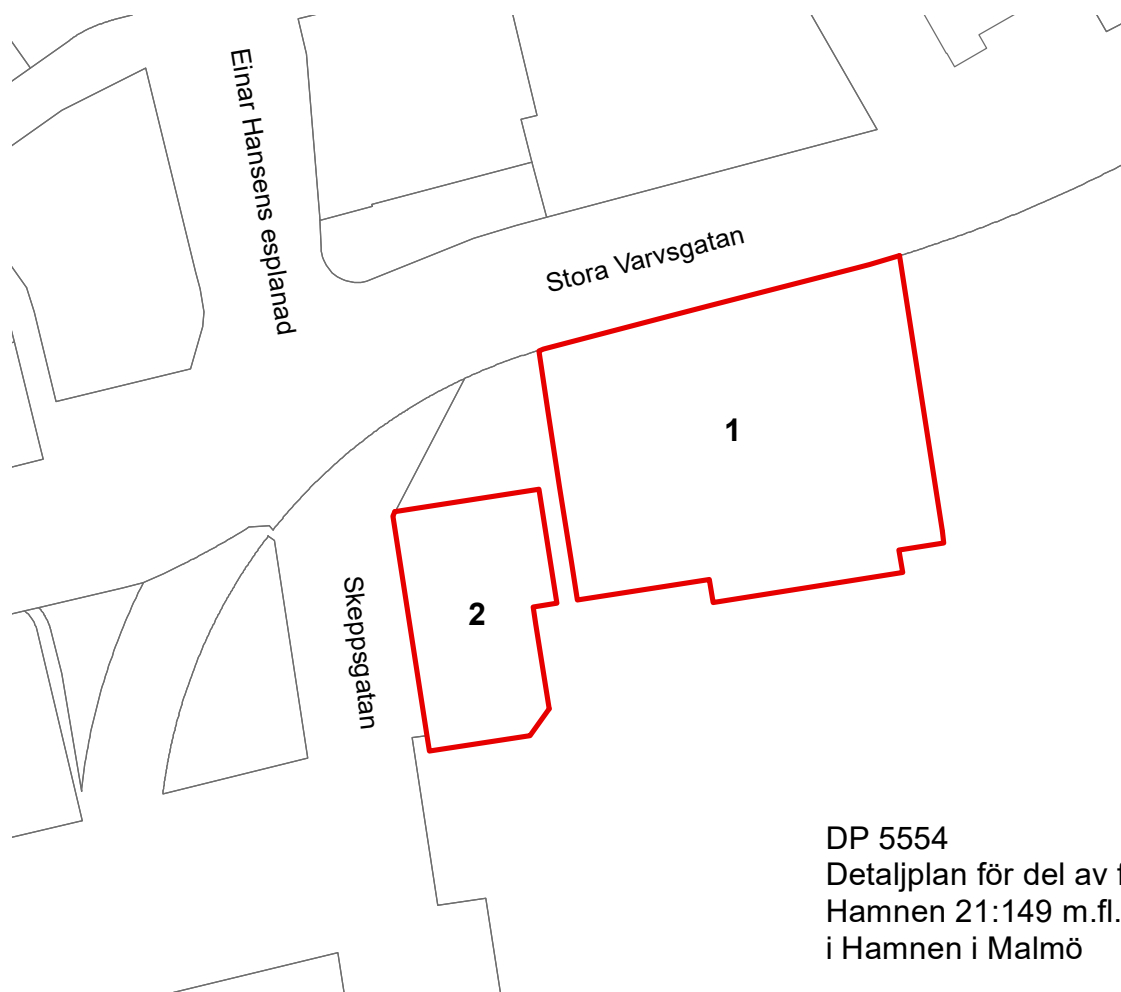 Einar Hansens esplanad
Stora Varvsgatan
1
2
Skeppsgatan
DP 5554
Detaljplan för del av
Hamnen 21:149 m.fl.
i Hamnen i Malmö